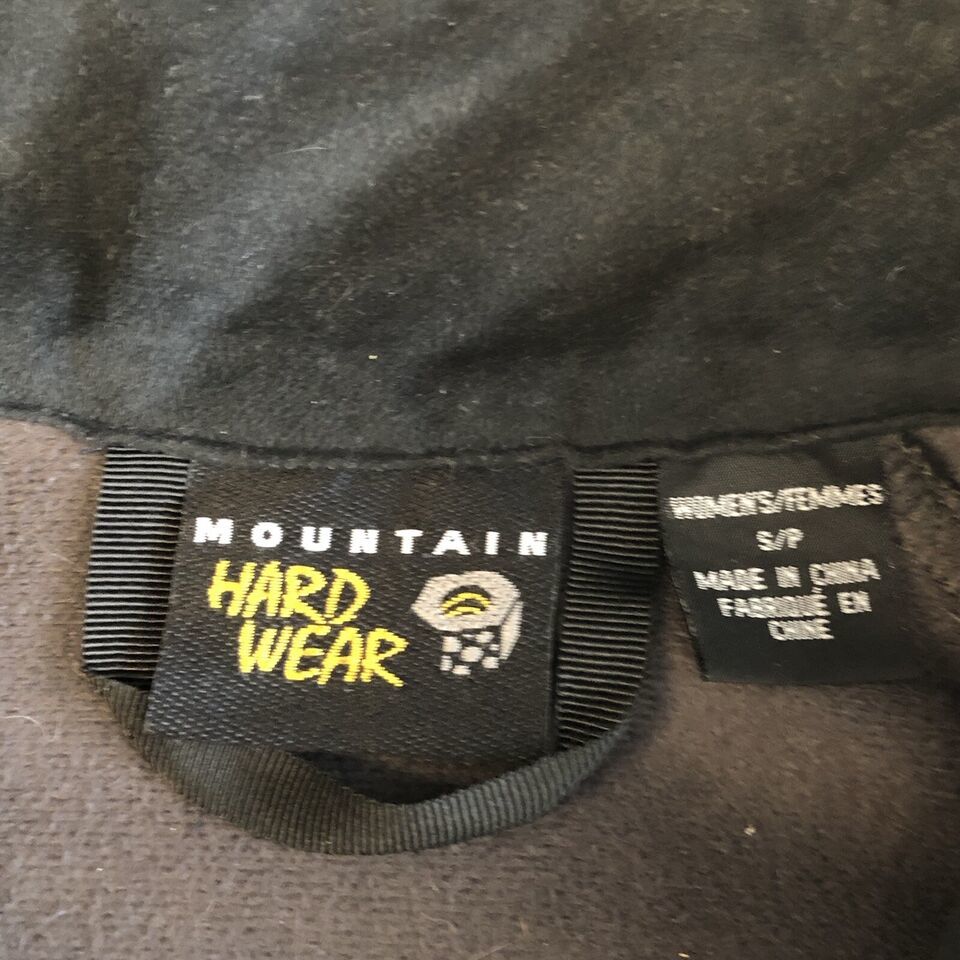 MOUNTAIN
HARD
WEAR
WOMEN'S/FEMMES
S/P
MADE IN CHINA
FABRIQUÉ EN
CHINE